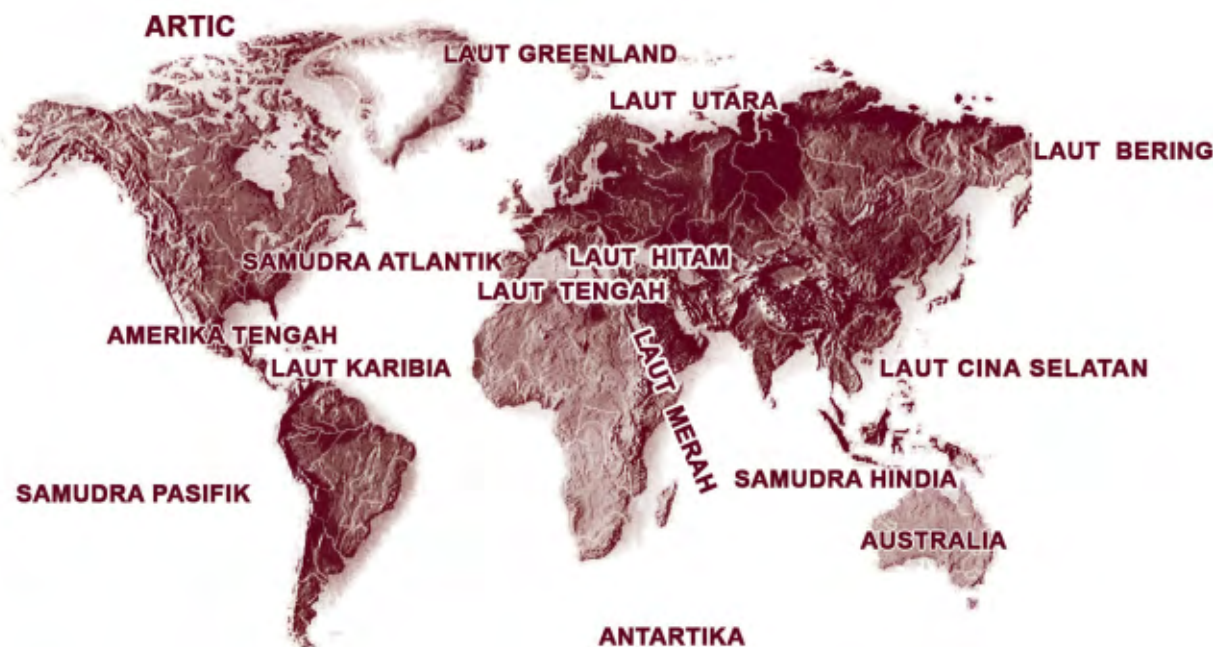 ARTIC
LAUT GREENLAND
LAUT UTARA
LAUT BERING
SAMUDRA ATLANTIK
LAUT HITAM
LAUT TENGAH
AMERIKA TENGAH
LAUT KARIBIA
LAUT MERAH
LAUT CINA SELATAN
SAMUDRA PASIFIK
SAMUDRA HINDIA
AUSTRALIA
ANTARTIKA